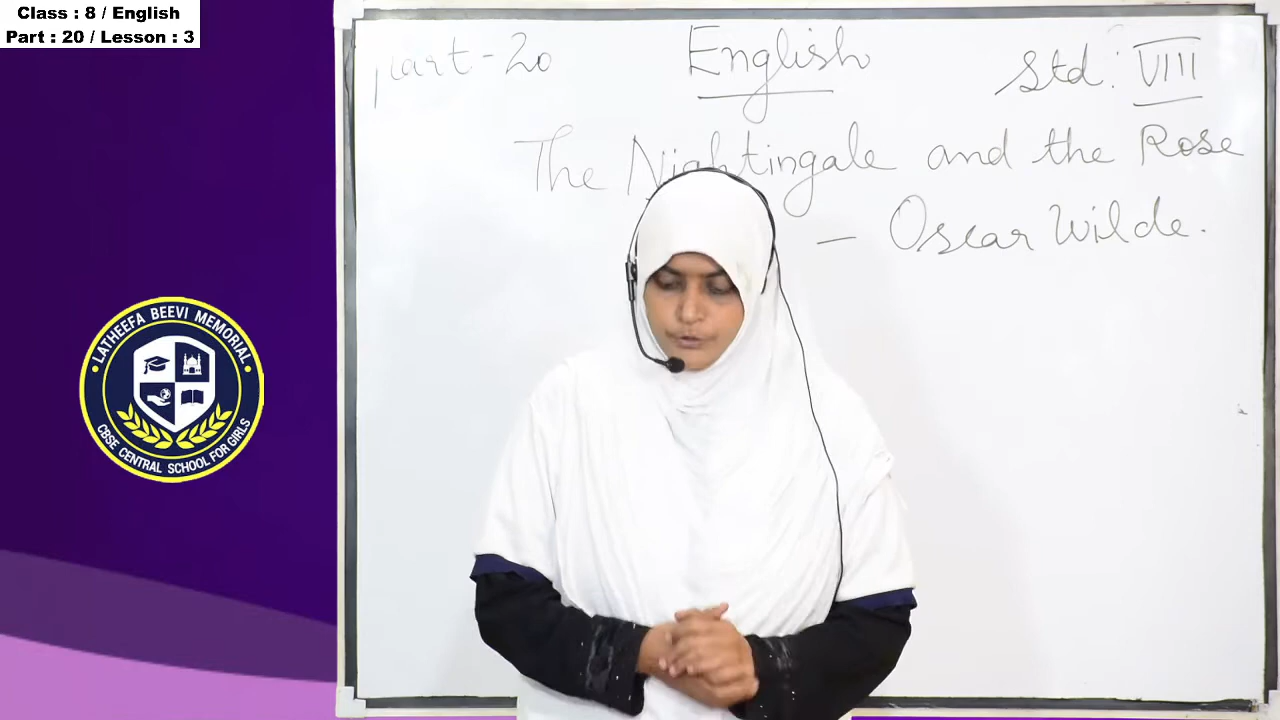 Class : 8 / English
Part : 20 / Lesson : 3
part-20
English
Std: VIII
The Nightingale and the Rose
— Oscar Wilde.
LATHEEFA BEEVI MEMORIAL
CBSE CENTRAL SCHOOL FOR GIRLS